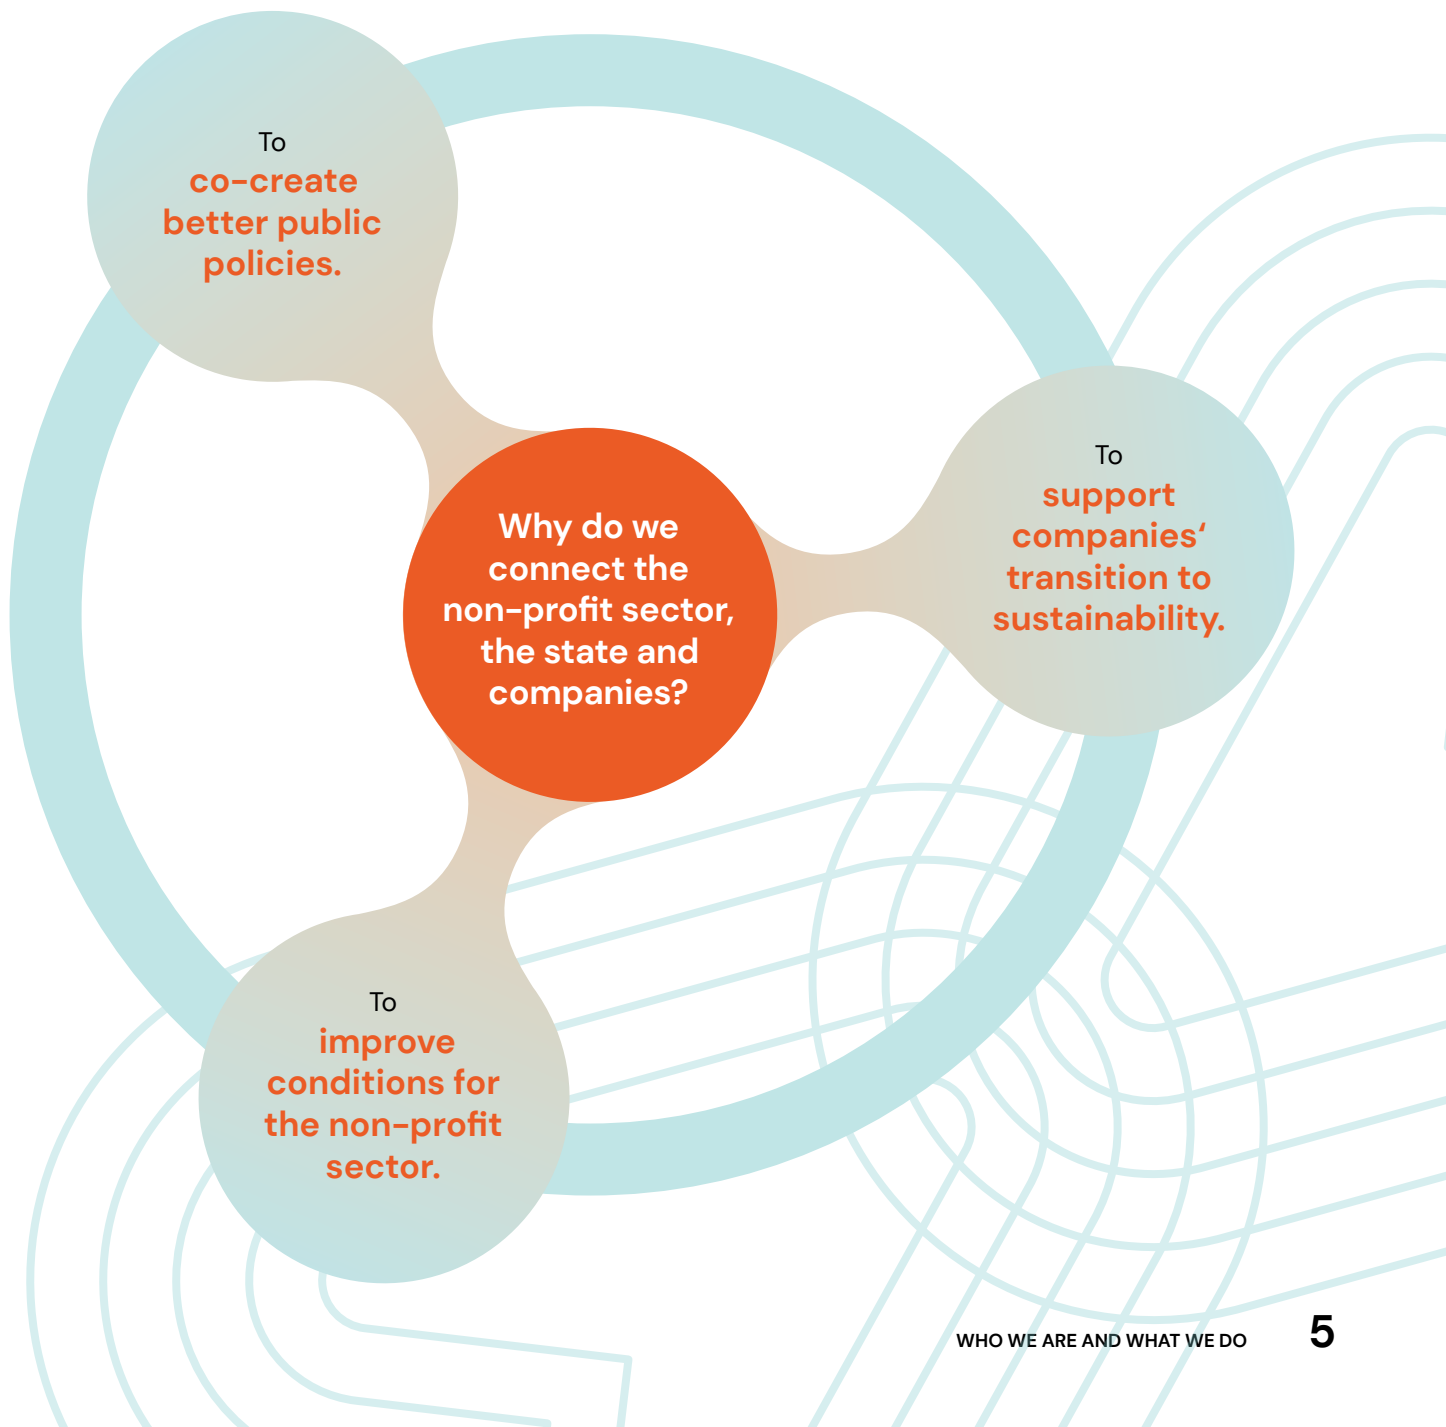 To
co-create
better public
policies.
To
support
companies‘
transition to
sustainability.
Why do we
connect the
non-profit sector,
the state and
companies?
To
improve
conditions for
the non-profit
sector.
WHO WE ARE AND WHAT WE DO 5